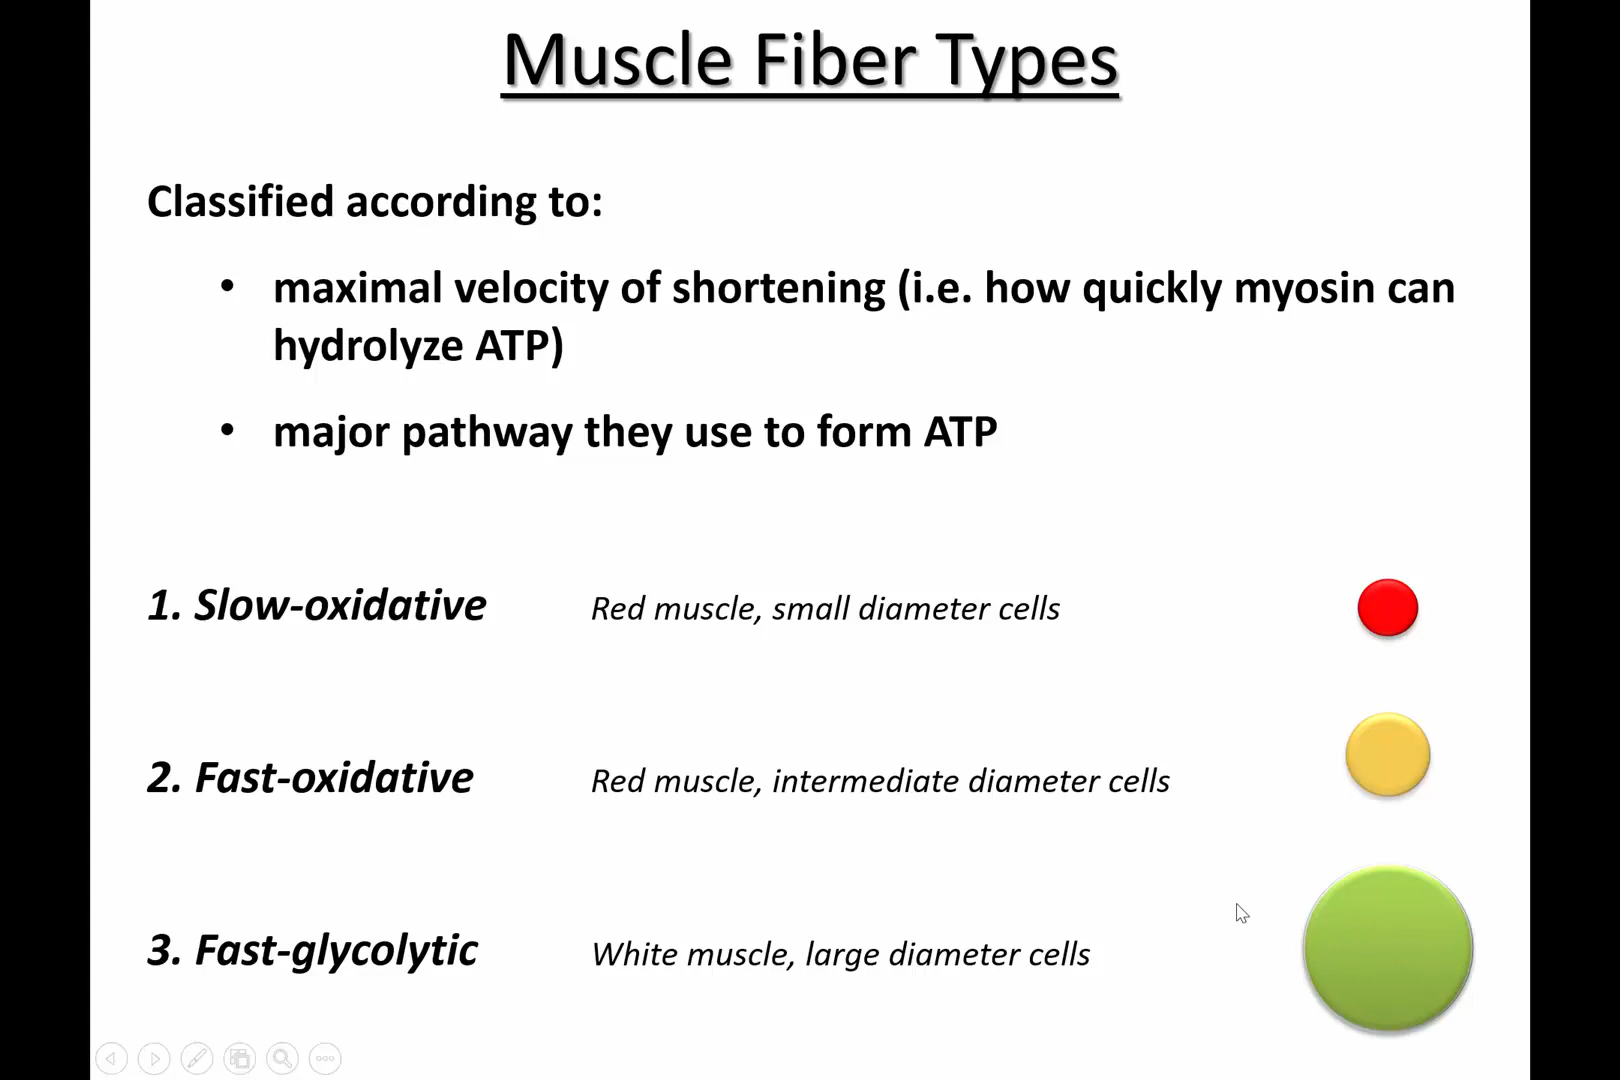 Muscle Fiber Types
Classified according to:
• maximal velocity of shortening (i.e. how quickly myosin can
hydrolyze ATP)
• major pathway they use to form ATP
1. Slow-oxidative Red muscle, small diameter cells
2. Fast-oxidative Red muscle, intermediate diameter cells
3. Fast-glycolytic White muscle, large diameter cells